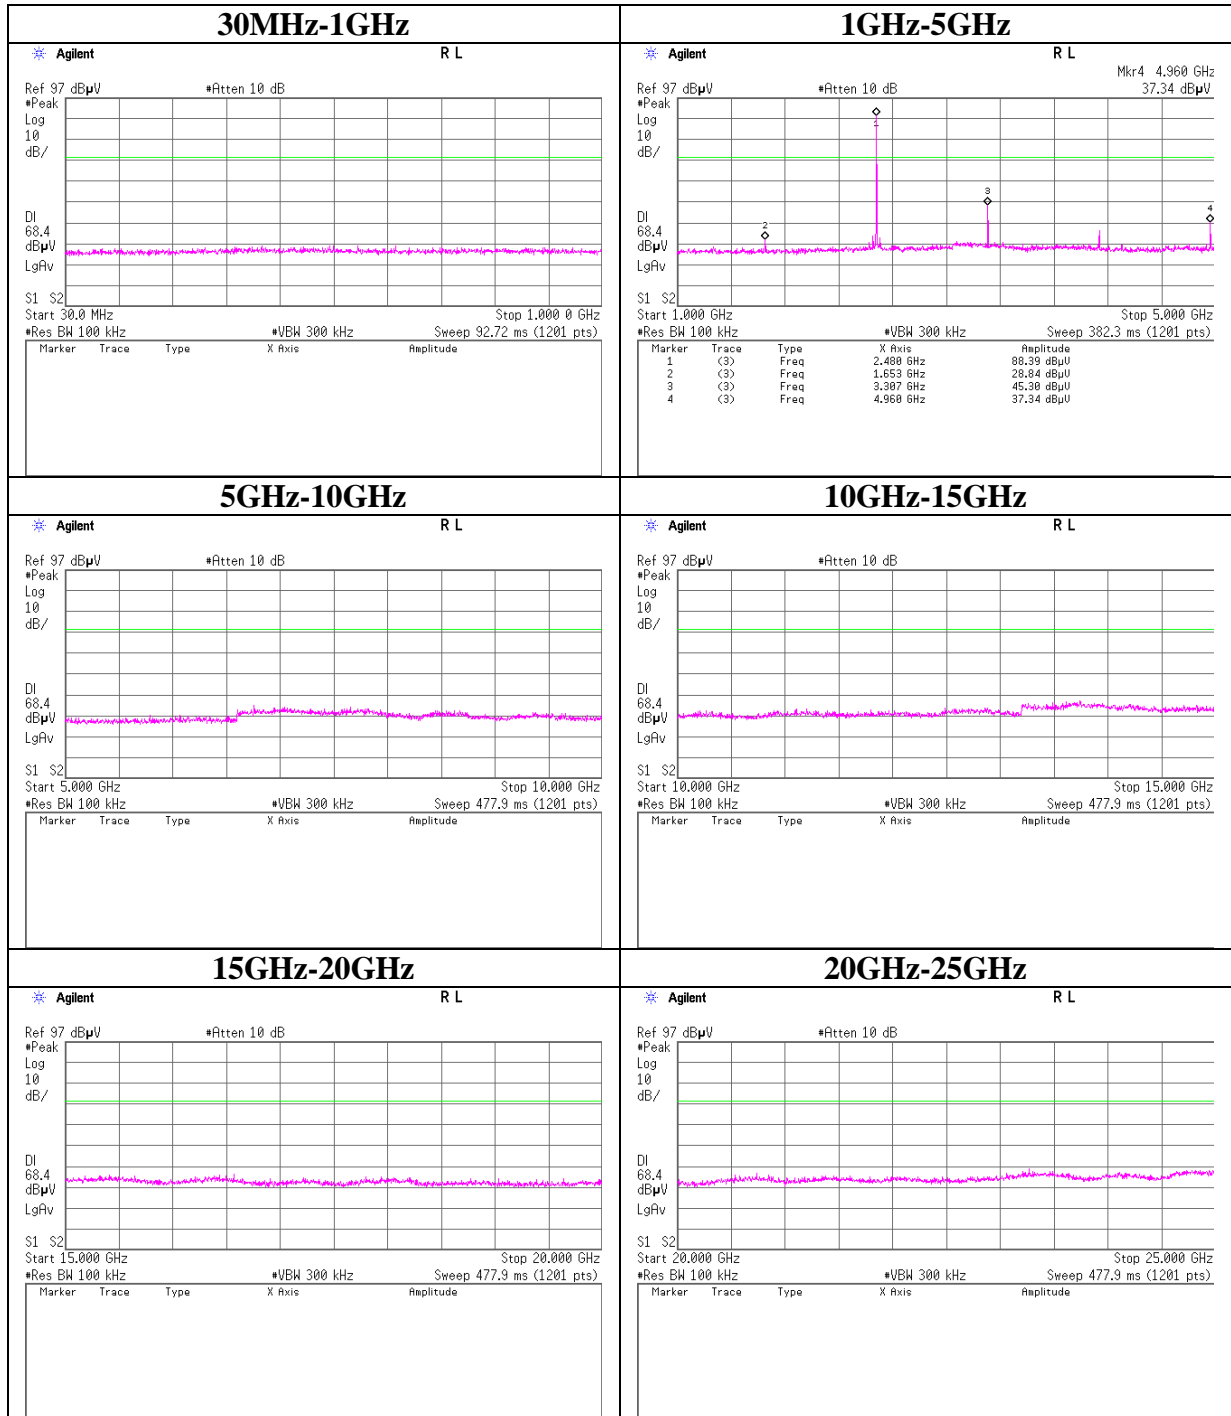 30MHz-1GHz
Agilent R L
Ref 97 dBµV #Atten 10 dB
#Peak
Log
10
dB/
DI
68.4
dBµV
LgAv
S1 S2
Start 30.0 MHz Stop 1.000 0 GHz
#Res BW 100 kHz #VBW 300 kHz Sweep 92.72 ms (1201 pts)
Marker Trace Type X Axis Amplitude
1GHz-5GHz
Agilent R L
Mkr4 4.960 GHz
Ref 97 dBµV #Atten 10 dB 37.34 dBµV
#Peak
Log
10
dB/
1
3
4
2
DI
68.4
dBµV
LgAv
S1 S2
Start 1.000 GHz Stop 5.000 GHz
#Res BW 100 kHz #VBW 300 kHz Sweep 382.3 ms (1201 pts)
Marker Trace Type X Axis Amplitude
1 (3) Freq 2.480 GHz 88.39 dBµV
2 (3) Freq 1.653 GHz 28.84 dBµV
3 (3) Freq 3.307 GHz 45.30 dBµV
4 (3) Freq 4.960 GHz 37.34 dBµV
5GHz-10GHz
Agilent R L
Ref 97 dBµV #Atten 10 dB
#Peak
Log
10
dB/
DI
68.4
dBµV
LgAv
S1 S2
Start 5.000 GHz Stop 10.000 GHz
#Res BW 100 kHz #VBW 300 kHz Sweep 477.9 ms (1201 pts)
Marker Trace Type X Axis Amplitude
10GHz-15GHz
Agilent R L
Ref 97 dBµV #Atten 10 dB
#Peak
Log
10
dB/
DI
68.4
dBµV
LgAv
S1 S2
Start 10.000 GHz Stop 15.000 GHz
#Res BW 100 kHz #VBW 300 kHz Sweep 477.9 ms (1201 pts)
Marker Trace Type X Axis Amplitude
15GHz-20GHz
Agilent R L
Ref 97 dBµV #Atten 10 dB
#Peak
Log
10
dB/
DI
68.4
dBµV
LgAv
S1 S2
Start 15.000 GHz Stop 20.000 GHz
#Res BW 100 kHz #VBW 300 kHz Sweep 477.9 ms (1201 pts)
Marker Trace Type X Axis Amplitude
20GHz-25GHz
Agilent R L
Ref 97 dBµV #Atten 10 dB
#Peak
Log
10
dB/
DI
68.4
dBµV
LgAv
S1 S2
Start 20.000 GHz Stop 25.000 GHz
#Res BW 100 kHz #VBW 300 kHz Sweep 477.9 ms (1201 pts)
Marker Trace Type X Axis Amplitude